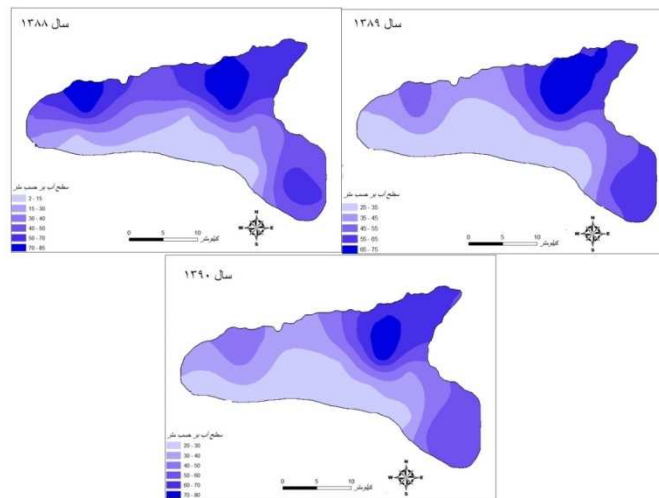 سال ۱۳۸۸
سطح آب بر حسب متر
2 - 15
15 - 30
30 - 40
40 - 50
50 - 70
70 - 85
0 5 10
کیلومتر
N
W E
S
سال ۱۳۸۹
سطح آب بر حسب متر
25 - 35
35 - 45
45 - 55
55 - 65
65 - 75
0 5 10
کیلومتر
N
W E
S
سال ۱۳۹۰
سطح آب بر حسب متر
20 - 30
30 - 40
40 - 50
50 - 60
60 - 70
70 - 80
0 5 10
کیلومتر
N
W E
S